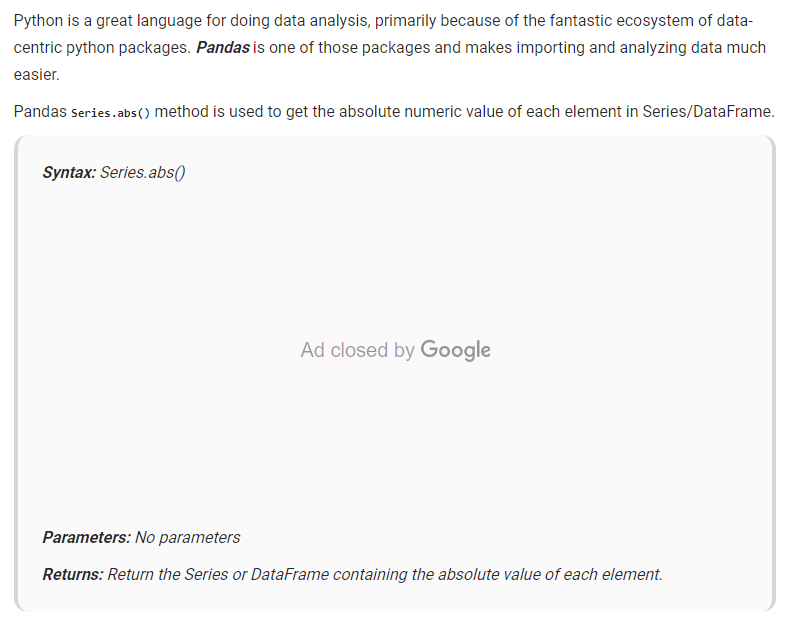 Python is a great language for doing data analysis, primarily because of the fantastic ecosystem of data-
centric python packages. Pandas is one of those packages and makes importing and analyzing data much
easier.
Pandas Series.abs() method is used to get the absolute numeric value of each element in Series/DataFrame.
Syntax: Series.abs()
Ad closed by Google
Parameters: No parameters
Returns: Return the Series or DataFrame containing the absolute value of each element.